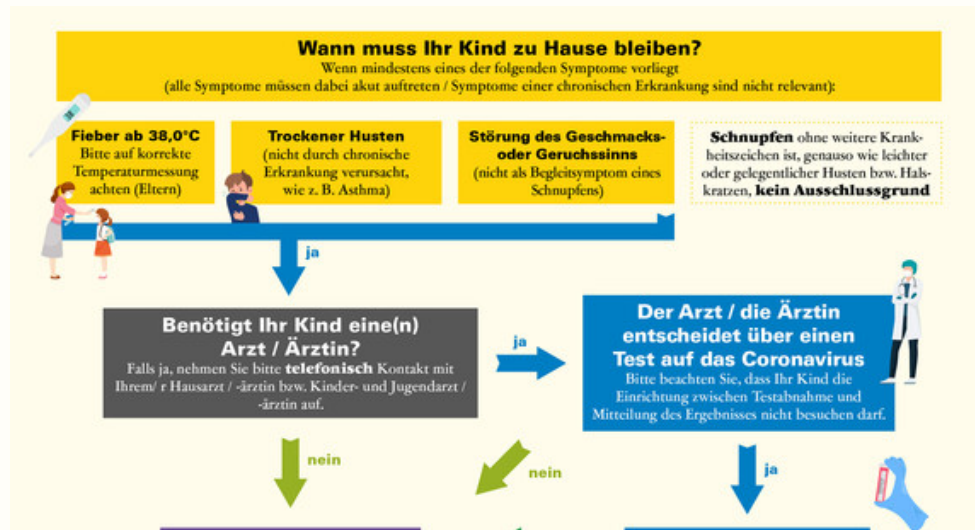 Wann muss Ihr Kind zu Hause bleiben?
Wenn mindestens eines der folgenden Symptome vorliegt
(alle Symptome müssen dabei akut auftreten / Symptome einer chronischen Erkrankung sind nicht relevant):
Fieber ab 38,0°C
Bitte auf korrekte
Temperaturmessung
achten (Eltern)
Trockener Husten
(nicht durch chronische
Erkrankung verursacht,
wie z. B. Asthma)
Störung des Geschmacks-
oder Geruchssinns
(nicht als Begleitsymptom eines
Schnupfens)
Schnupfen ohne weitere Krank-
heitszeichen ist, genauso wie leichter
oder gelegentlicher Husten bzw. Hals-
kratzen, kein Ausschlussgrund
ja
Benötigt Ihr Kind eine(n)
Arzt / Ärztin?
Falls ja, nehmen Sie bitte telefonisch Kontakt mit
Ihrem/ r Hausarzt / -ärztin bzw. Kinder- und Jugendarzt /
-ärztin auf.
ja
Der Arzt / die Ärztin
entscheidet über einen
Test auf das Coronavirus
Bitte beachten Sie, dass Ihr Kind die
Einrichtung zwischen Testabnahme und
Mitteilung des Ergebnisses nicht besuchen darf.
nein
nein
ja